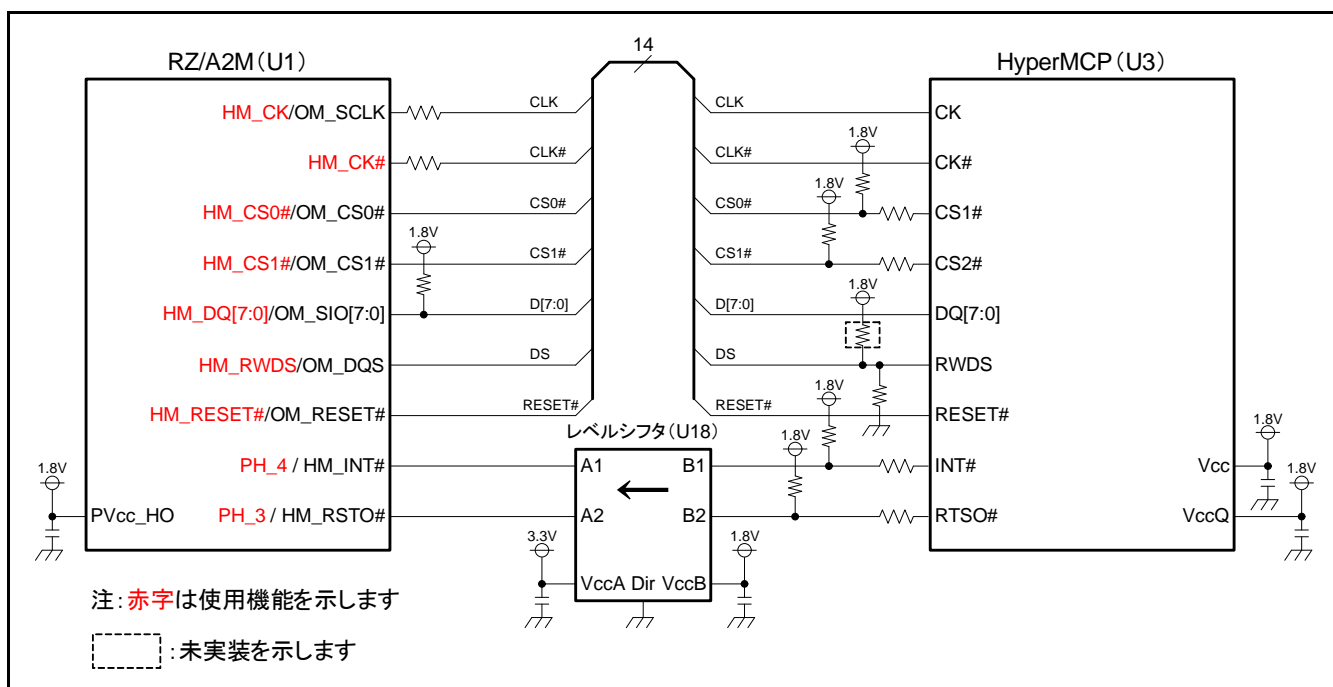 14
RZ/A2M(U1)
HyperMCP(U3)
HM_CK/OM_SCLK
CLK
CLK
CK
1.8V
HM_CK#
CLK#
CLK#
CK#
1.8V
HM_CS0#/OM_CS0#
CS0#
CS0#
CS1#
1.8V
HM_CS1#/OM_CS1#
CS1#
CS1#
CS2#
1.8V
HM_DQ[7:0]/OM_SIO[7:0]
D[7:0]
D[7:0]
DQ[7:0]
HM_RWDS/OM_DQS
DS
DS
RWDS
1.8V
HM_RESET#/OM_RESET#
RESET#
RESET#
RESET#
レベルシフタ(U18)
1.8V
1.8V
PH_4 / HM_INT#
A1
B1
INT#
Vcc
1.8V
1.8V
PVcc_HO
PH_3 / HM_RSTO#
A2
B2
RTSO#
VccQ
3.3V
1.8V
VccA Dir VccB
注:赤字は使用機能を示します
:未実装を示します